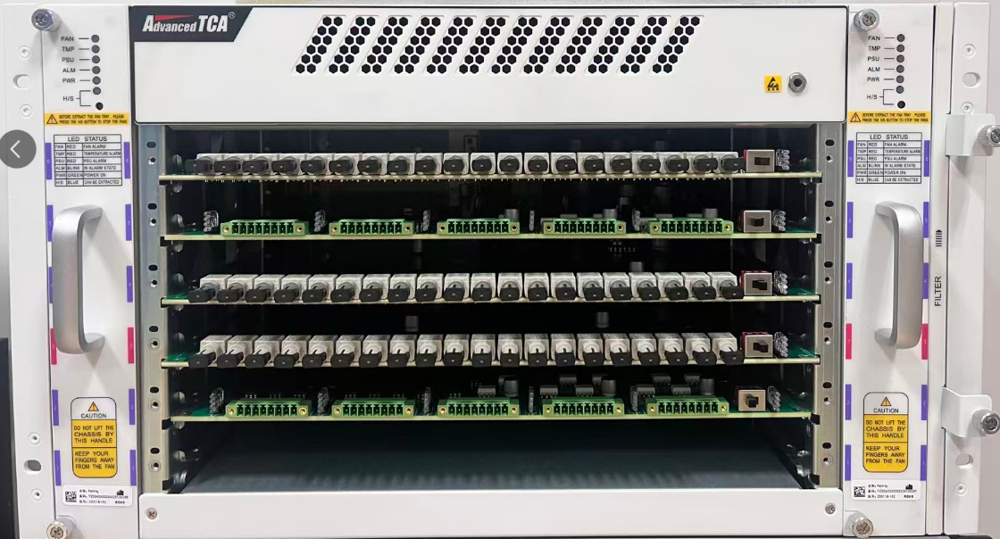 AdvancedTCA®
FAN
TMP
PSU
ALM
PWR
H/S
BEFORE EXTRACT THE FAN TRAY, PLEASE
PRESS THE H/S BUTTON TO STOP THE FANS
LED STATUS
FAN RED FAN ALARM
TMP RED TEMPERATURE ALARM
PSU RED PSU ALARM
ALM BLINK IN ALARM STATE
PWR GREEN POWER ON
H/S BLUE CAN BE EXTRACTED
CAUTION
DO NOT LIFT THE
CHASSIS BY
THIS HANDLE
KEEP YOUR
FINGERS AWAY
FROM THE FAN
FAN
TMP
PSU
ALM
PWR
H/S
BEFORE EXTRACT THE FAN TRAY, PLEASE
PRESS THE H/S BUTTON TO STOP THE FANS
LED STATUS
FAN RED FAN ALARM
TMP RED TEMPERATURE ALARM
PSU RED PSU ALARM
ALM BLINK IN ALARM STATE
PWR GREEN POWER ON
H/S BLUE CAN BE EXTRACTED
FILTER
CAUTION
DO NOT LIFT THE
CHASSIS BY
THIS HANDLE
KEEP YOUR
FINGERS AWAY
FROM THE FAN